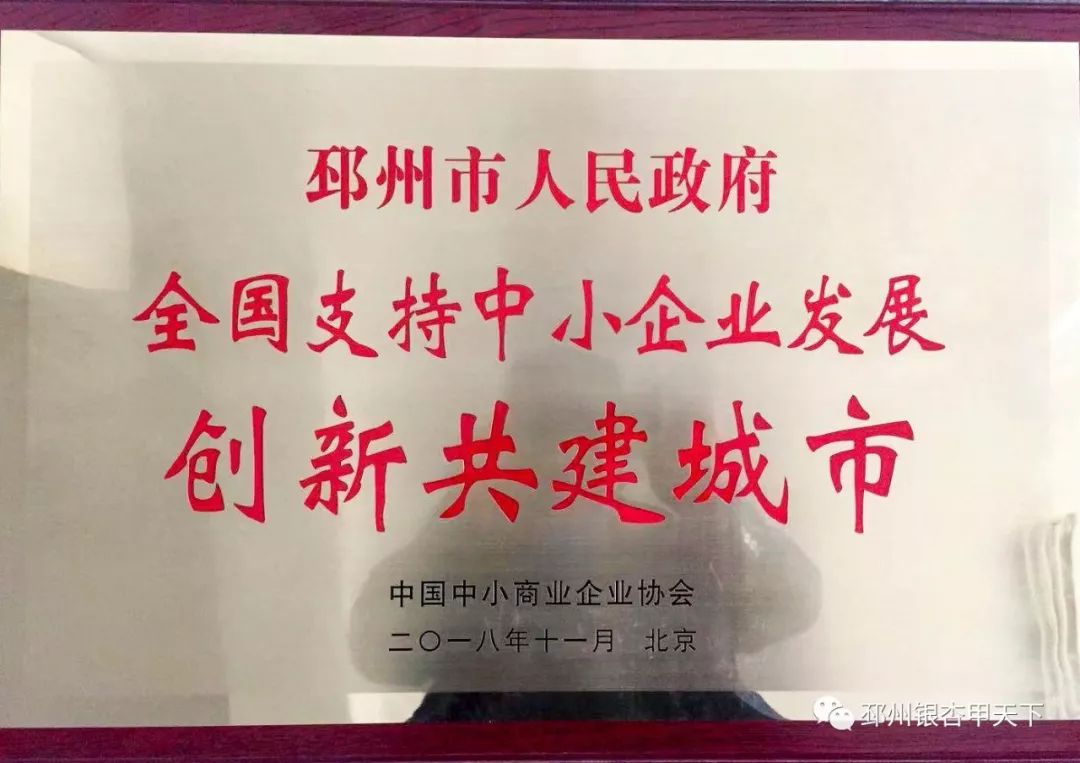 邳州市人民政府
全国支持中小企业发展
创新共建城市
中国中小商业企业协会
二〇一八年十一月 北京
邳州银杏甲天下